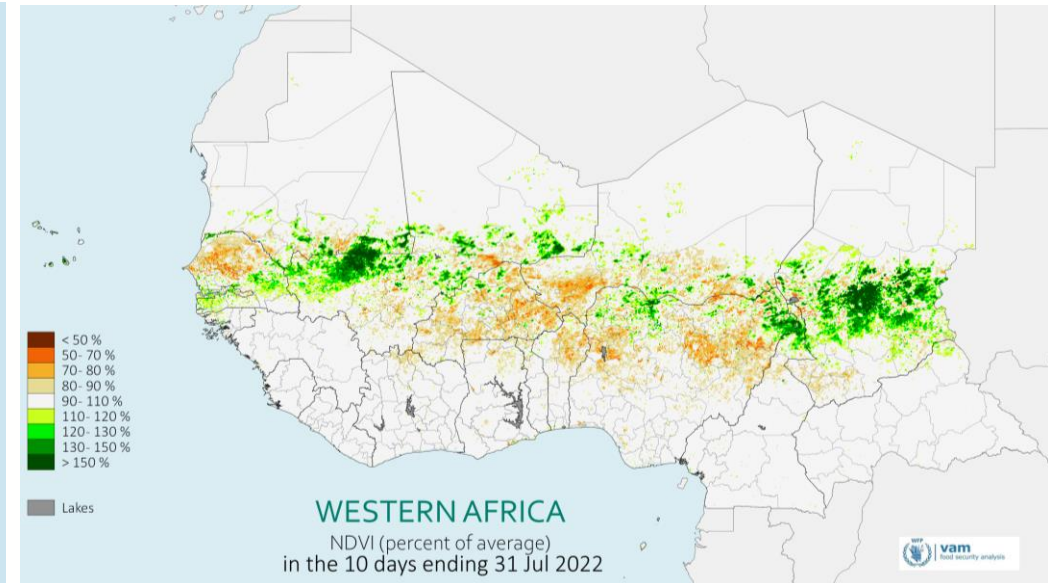 < 50 %
50- 70 %
70- 80 %
80- 90 %
90- 110 %
110- 120 %
120- 130 %
130- 150 %
> 150 %
Lakes
WESTERN AFRICA
NDVI (percent of average)
in the 10 days ending 31 Jul 2022
WFP
vam
food security analysis